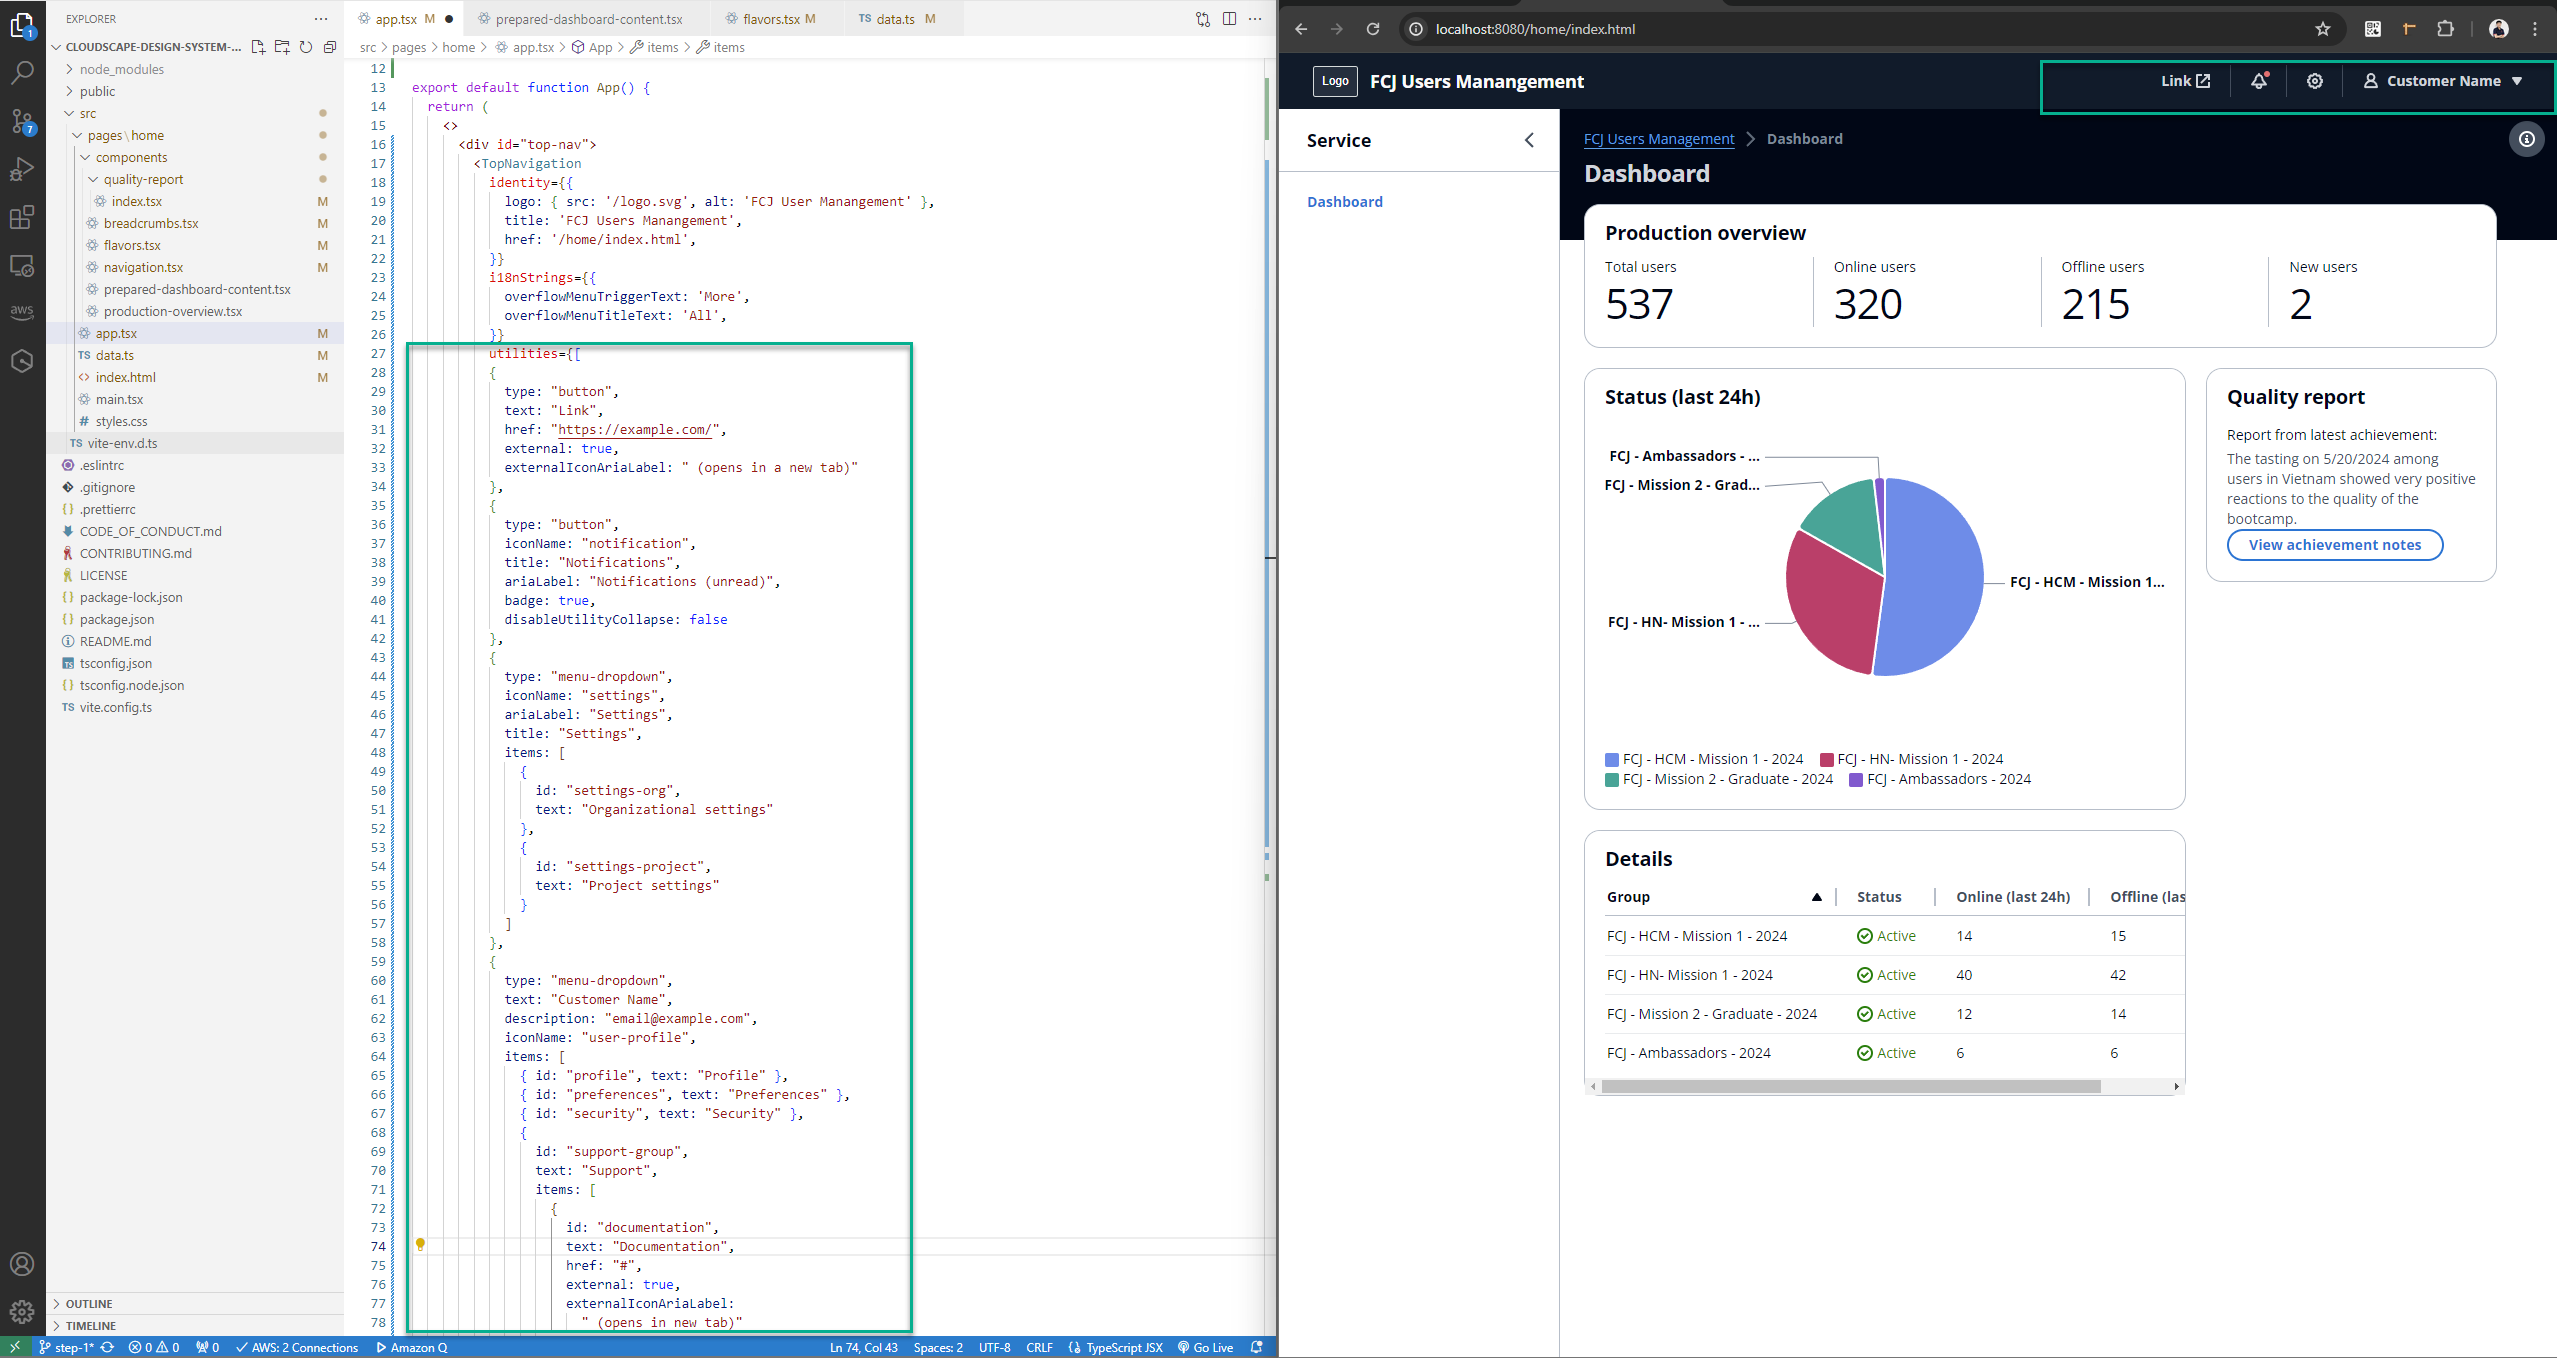 EXPLORER
CLOUDSCAPE-DESIGN-SYSTEM-...
node_modules
public
src
pages\home
components
quality-report
index.tsx M
breadcrumbs.tsx M
flavors.tsx M
navigation.tsx M
prepared-dashboard-content.tsx
production-overview.tsx
app.tsx M
TS data.ts M
<> index.html M
main.tsx
# styles.css
TS vite-env.d.ts
.eslintrc
.gitignore
{} .prettierrc
CODE_OF_CONDUCT.md
CONTRIBUTING.md
LICENSE
{} package-lock.json
{} package.json
README.md
tsconfig.json
{} tsconfig.node.json
TS vite.config.ts
OUTLINE
TIMELINE
1
7
aws
app.tsx M
prepared-dashboard-content.tsx
flavors.tsx M
TS data.ts M
src > pages > home > app.tsx > App > items > items
12
13 export default function App() {
14 return (
15 <>
16 <div id="top-nav">
17 <TopNavigation
18 identity={{
19 logo: { src: '/logo.svg', alt: 'FCJ User Manangement' },
20 title: 'FCJ Users Manangement',
21 href: '/home/index.html',
22 }}
23 i18nStrings={{
24 overflowMenuTriggerText: 'More',
25 overflowMenuTitleText: 'All',
26 }}
27 utilities={[
28 {
29 type: "button",
30 text: "Link",
31 href: "https://example.com/",
32 external: true,
33 externalIconAriaLabel: " (opens in a new tab)"
34 },
35 {
36 type: "button",
37 iconName: "notification",
38 title: "Notifications",
39 ariaLabel: "Notifications (unread)",
40 badge: true,
41 disableUtilityCollapse: false
42 },
43 {
44 type: "menu-dropdown",
45 iconName: "settings",
46 ariaLabel: "Settings",
47 title: "Settings",
48 items: [
49 {
50 id: "settings-org",
51 text: "Organizational settings"
52 },
53 {
54 id: "settings-project",
55 text: "Project settings"
56 }
57 ]
58 },
59 {
60 type: "menu-dropdown",
61 text: "Customer Name",
62 description: "email@example.com",
63 iconName: "user-profile",
64 items: [
65 { id: "profile", text: "Profile" },
66 { id: "preferences", text: "Preferences" },
67 { id: "security", text: "Security" },
68 {
69 id: "support-group",
70 text: "Support",
71 items: [
72 {
73 id: "documentation",
74 text: "Documentation",
75 href: "#",
76 external: true,
77 externalIconAriaLabel:
78 " (opens in new tab)"
step-1* 0 0 0 AWS: 2 Connections Amazon Q Ln 74, Col 43 Spaces: 2 UTF-8 CRLF {} TypeScript JSX Go Live
localhost:8080/home/index.html
Logo FCJ Users Manangement Link Customer Name
Service
Dashboard
FCJ Users Management > Dashboard
Dashboard
Production overview
Total users Online users Offline users New users
537 320 215 2
Status (last 24h)
FCJ - Ambassadors - ...
FCJ - Mission 2 - Grad...
FCJ - HCM - Mission 1...
FCJ - HN- Mission 1 - ...
FCJ - HCM - Mission 1 - 2024 FCJ - HN- Mission 1 - 2024
FCJ - Mission 2 - Graduate - 2024 FCJ - Ambassadors - 2024
Quality report
Report from latest achievement:
The tasting on 5/20/2024 among
users in Vietnam showed very positive
reactions to the quality of the
bootcamp.
View achievement notes
Details
Group Status Online (last 24h) Offline (las
FCJ - HCM - Mission 1 - 2024 Active 14 15
FCJ - HN- Mission 1 - 2024 Active 40 42
FCJ - Mission 2 - Graduate - 2024 Active 12 14
FCJ - Ambassadors - 2024 Active 6 6